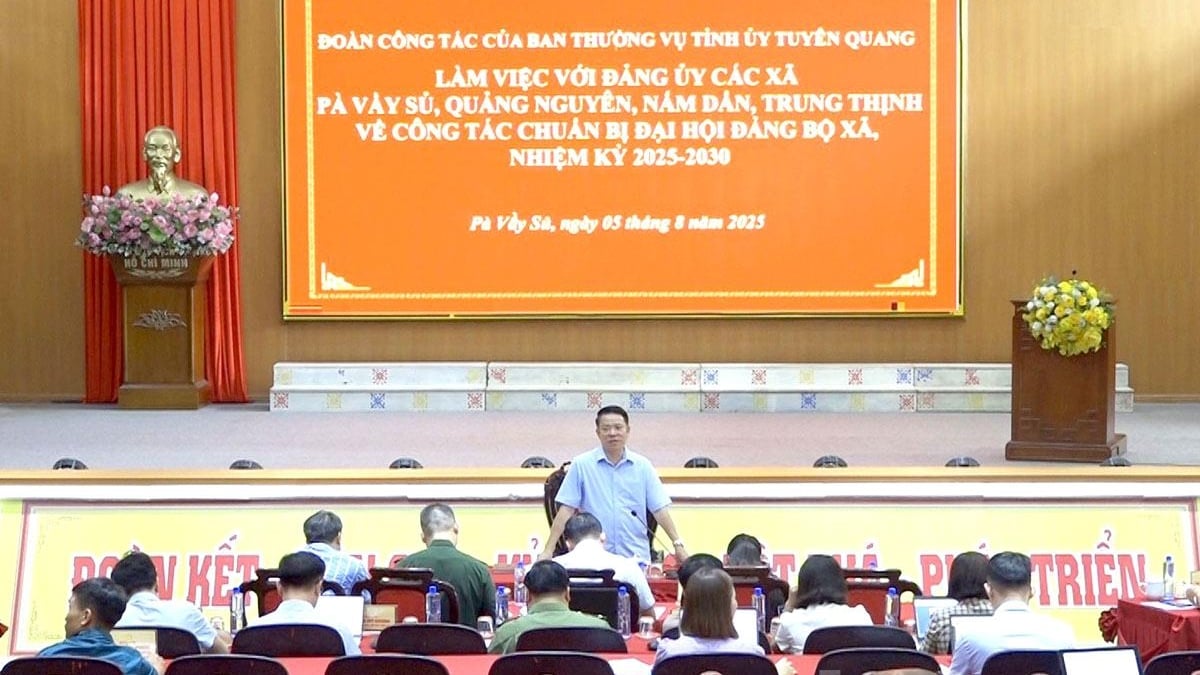 ĐOÀN CÔNG TÁC CỦA BAN THƯỜNG VỤ TỈNH ỦY TUYÊN QUANG
LÀM VIỆC VỚI ĐẢNG ỦY CÁC XÃ
PÀ VẦY SỦ, QUẢNG NGUYÊN, NẤM DẨN, TRUNG THỊNH
VỀ CÔNG TÁC CHUẨN BỊ ĐẠI HỘI ĐẢNG BỘ XÃ,
NHIỆM KỲ 2025-2030
Pà Vầy Sủ, ngày 05 tháng 8 năm 2025
HỒ CHÍ MINH
ĐOÀN KẾT PHÁT TRIỂN